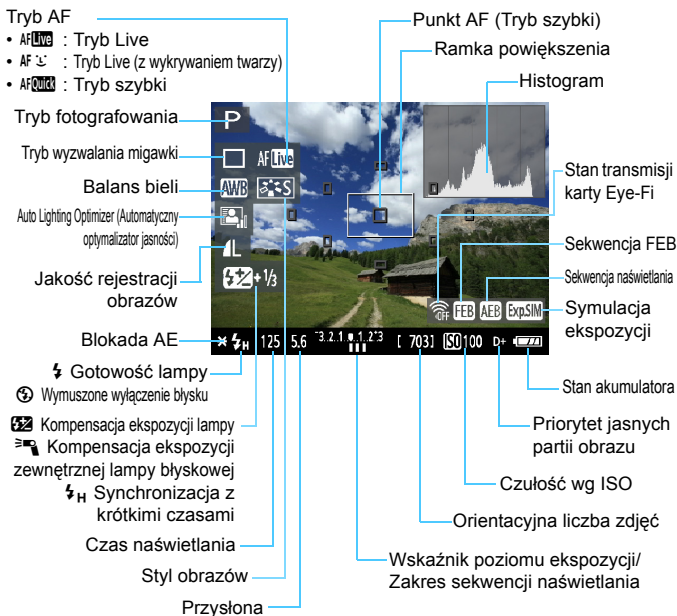 Tryb AF
• AF Live : Tryb Live
• AF : Tryb Live (z wykrywaniem twarzy)
• AF Quick : Tryb szybki
Tryb fotografowania
Tryb wyzwalania migawki
Balans bieli
Auto Lighting Optimizer (Automatyczny
optymalizator jasności)
Jakość rejestracji
obrazów
Blokada AE
Gotowość lampy
Wymuszone wyłączenie błysku
Kompensacja ekspozycji lampy
Kompensacja ekspozycji
zewnętrznej lampy błyskowej
H Synchronizacja z
krótkimi czasami
Czas naświetlania
Styl obrazów
Przysłona
Punkt AF (Tryb szybki)
Ramka powiększenia
Histogram
Stan transmisji
karty Eye-Fi
Sekwencja FEB
Sekwencja naświetlania
Symulacja
ekspozycji
Stan akumulatora
Priorytet jasnych
partii obrazu
Czułość wg ISO
Orientacyjna liczba zdjęć
Wskaźnik poziomu ekspozycji/
Zakres sekwencji naświetlania
P
AF Live
AWB S
L
+1/3
OFF FEB AEB Exp.SIM
H 125 5.6 -3..2..1..0..1..2+3 [ 703] ISO 100 D+